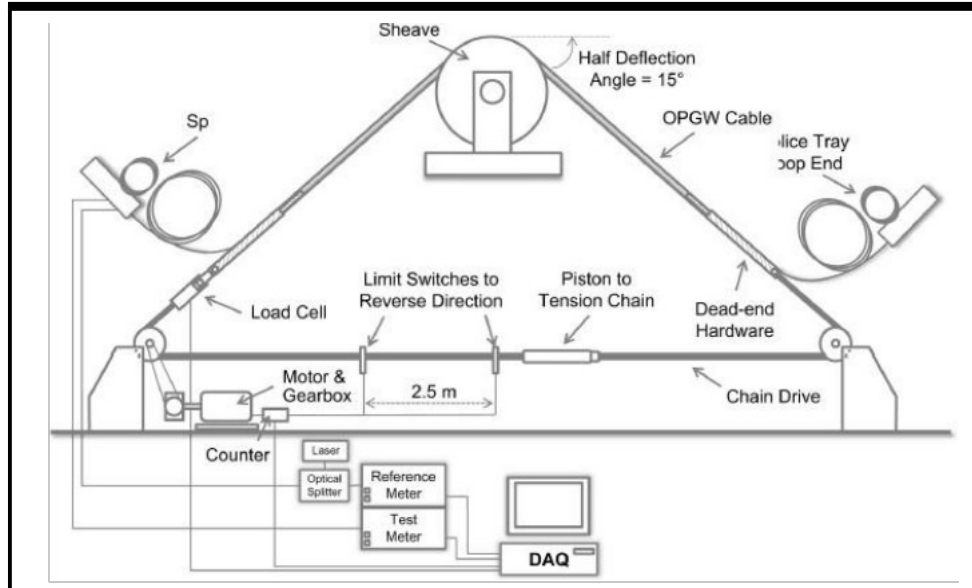 Sheave
Half Deflection
Angle = 15°
OPGW Cable
Sp
lice Tray
oop End
Limit Switches to
Reverse Direction
Piston to
Tension Chain
Load Cell
Dead-end
Hardware
Motor &
Gearbox
2.5 m
Chain Drive
Counter
Laser
Optical
Splitter
Reference
Meter
Test
Meter
DAQ